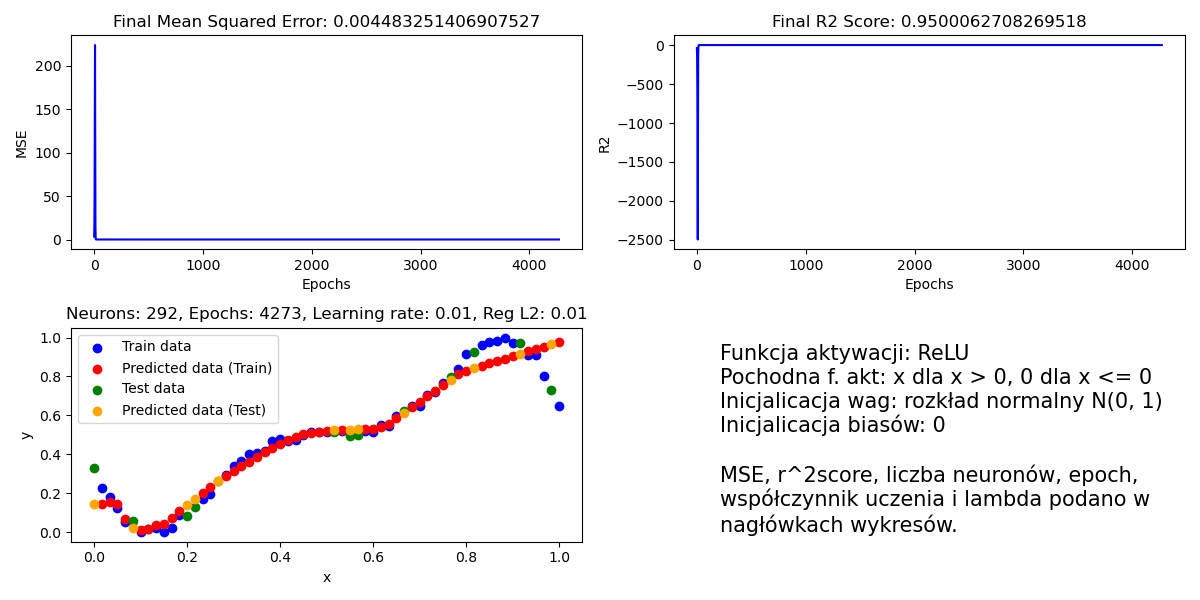 Final Mean Squared Error: 0.004483251406907527
200
150
100
50
0
MSE
0
1000
2000
3000
4000
Epochs
Final R2 Score: 0.9500062708269518
0
−500
−1000
−1500
−2000
−2500
R2
0
1000
2000
3000
4000
Epochs
Neurons: 292, Epochs: 4273, Learning rate: 0.01, Reg L2: 0.01
1.0
0.8
0.6
0.4
0.2
0.0
y
Train data
Predicted data (Train)
Test data
Predicted data (Test)
0.0
0.2
0.4
0.6
0.8
1.0
x
Funkcja aktywacji: ReLU
Pochodna f. akt: x dla x > 0, 0 dla x <= 0
Inicjalicacja wag: rozkład normalny N(0, 1)
Inicjalicacja biasów: 0
MSE, r^2score, liczba neuronów, epoch,
współczynnik uczenia i lambda podano w
nagłówkach wykresów.